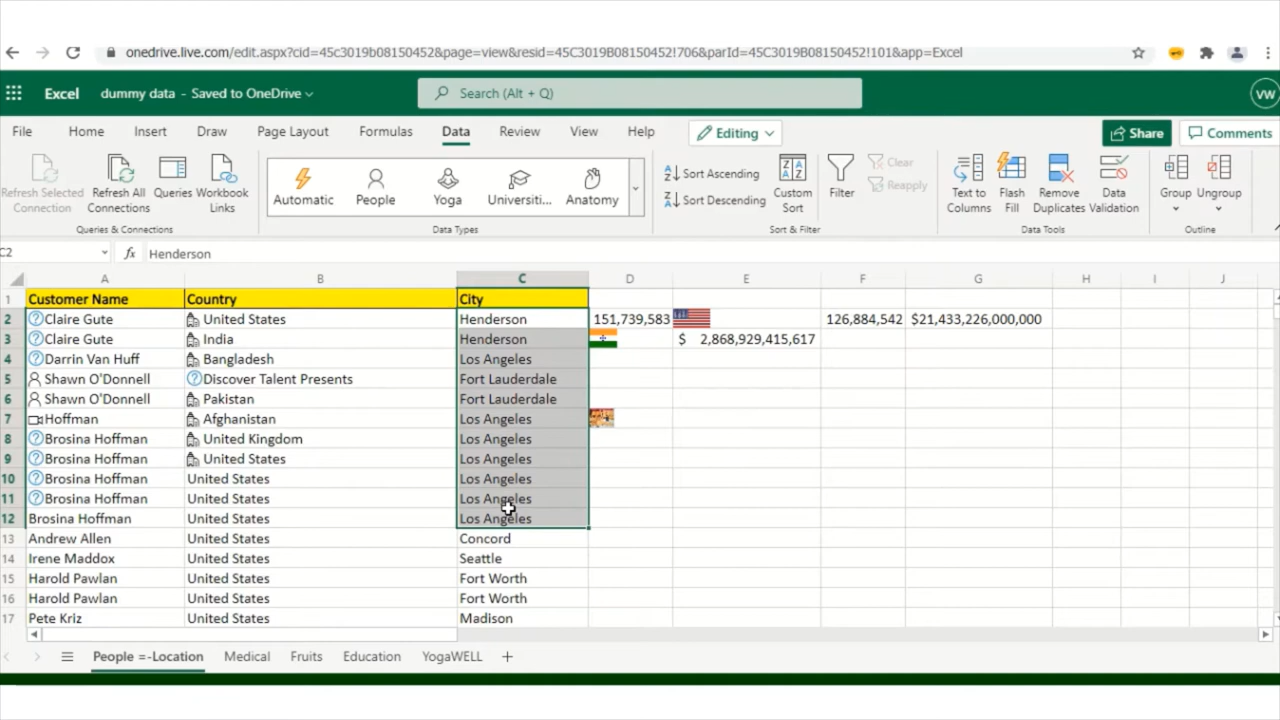 onedrive.live.com/edit.aspx?cid=45c3019b08150452&page=view&resid=45C3019B08150452!706&parId=45C3019B08150452!101&app=Excel
Excel dummy data - Saved to OneDrive Search (Alt + Q) VW
File Home Insert Draw Page Layout Formulas Data Review View Help Editing Share Comments
Refresh Selected Connection
Refresh All Connections
Queries
Workbook Links
Automatic People Yoga Universiti... Anatomy
Sort Ascending
Sort Descending
Custom Sort
Filter
Clear
Reapply
Text to Columns
Flash Fill
Remove Duplicates
Data Validation
Group Ungroup
Queries & Connections Data Types Sort & Filter Data Tools Outline
C2 fx Henderson
A B C D E F G H I J
1 Customer Name Country City
2 Claire Gute United States Henderson 151,739,583 126,884,542 $21,433,226,000,000
3 Claire Gute India Henderson $ 2,868,929,415,617
4 Darrin Van Huff Bangladesh Los Angeles
5 Shawn O'Donnell Discover Talent Presents Fort Lauderdale
6 Shawn O'Donnell Pakistan Fort Lauderdale
7 Hoffman Afghanistan Los Angeles
8 Brosina Hoffman United Kingdom Los Angeles
9 Brosina Hoffman United States Los Angeles
10 Brosina Hoffman United States Los Angeles
11 Brosina Hoffman United States Los Angeles
12 Brosina Hoffman United States Los Angeles
13 Andrew Allen United States Concord
14 Irene Maddox United States Seattle
15 Harold Pawlan United States Fort Worth
16 Harold Pawlan United States Fort Worth
17 Pete Kriz United States Madison
People =-Location Medical Fruits Education YogaWELL